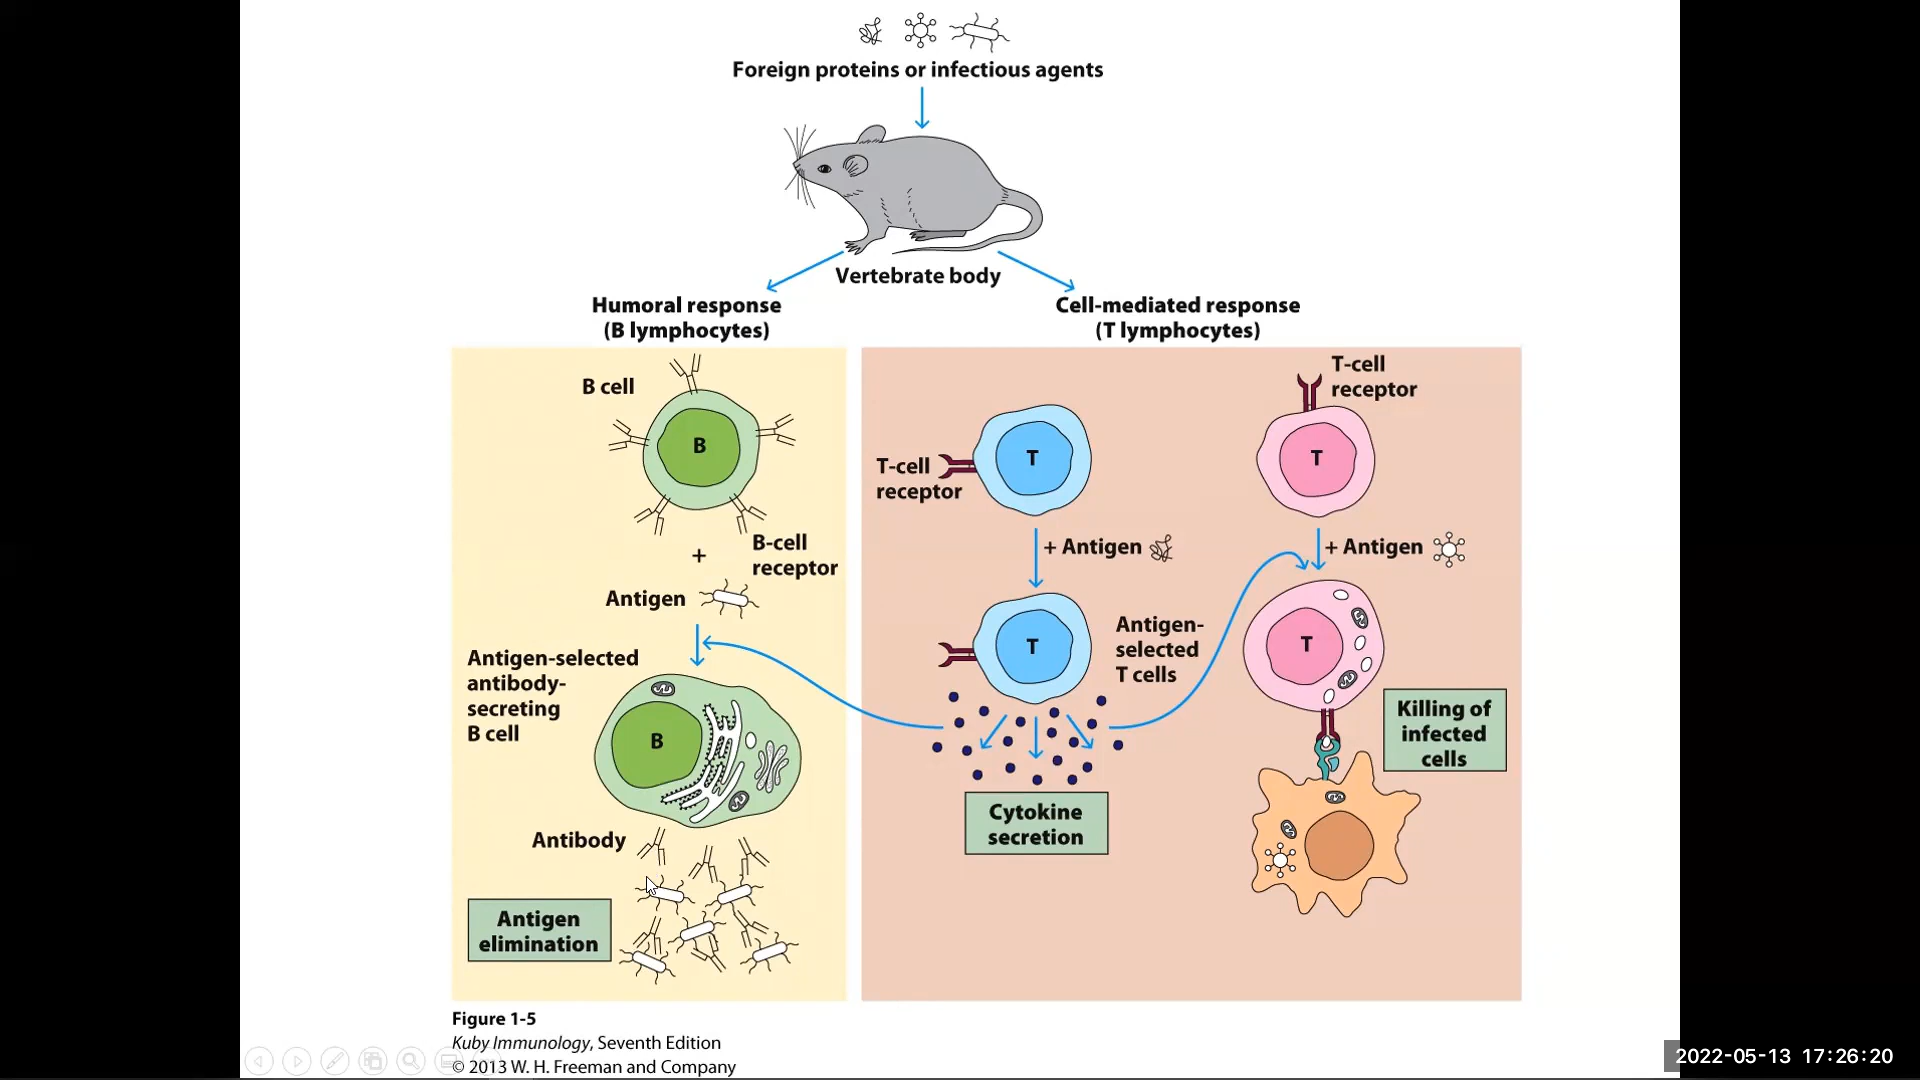 Foreign proteins or infectious agents
Vertebrate body
Humoral response
(B lymphocytes)
Cell-mediated response
(T lymphocytes)
B cell
B
B-cell
receptor
+
Antigen
Antigen-selected
antibody-
secreting
B cell
B
Antibody
Antigen
elimination
T-cell
receptor
T
+ Antigen
T
Antigen-
selected
T cells
Cytokine
secretion
T-cell
receptor
T
+ Antigen
T
Killing of
infected
cells
Figure 1-5
Kuby Immunology, Seventh Edition
© 2013 W. H. Freeman and Company
2022-05-13 17:26:20